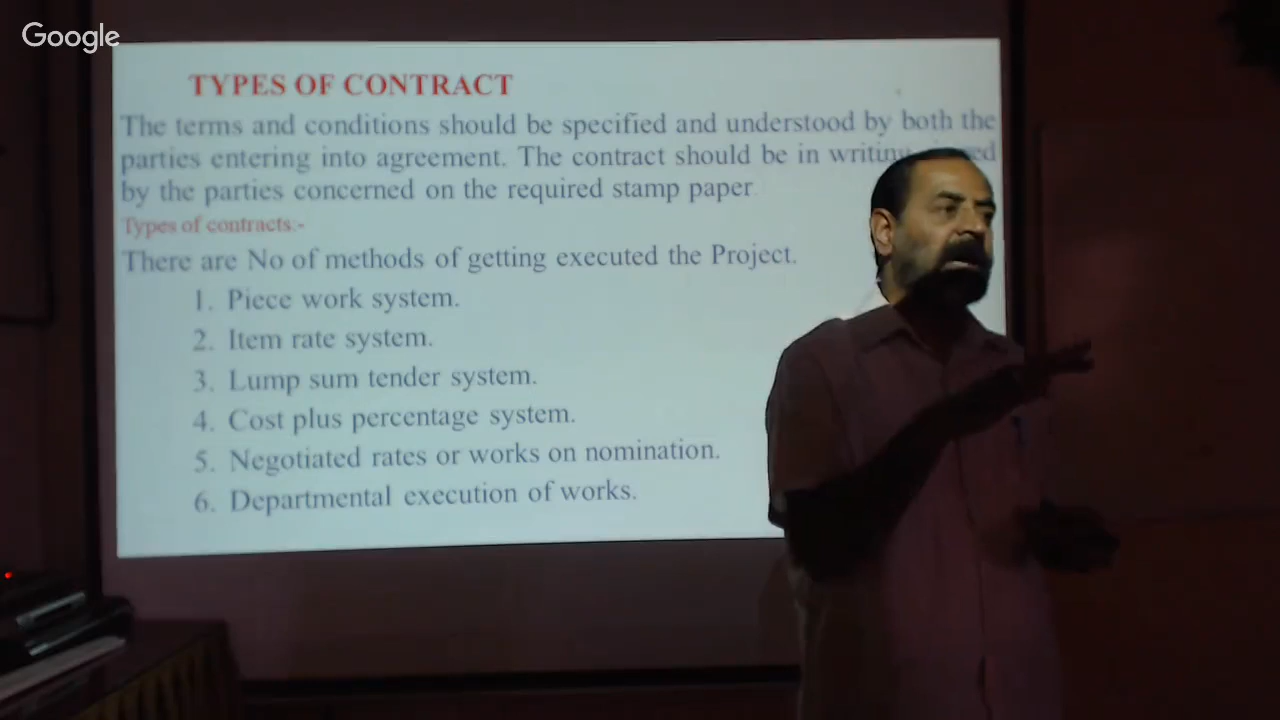 Google
TYPES OF CONTRACT
The terms and conditions should be specified and understood by both the
parties entering into agreement. The contract should be in writing
by the parties concerned on the required stamp paper.
Types of contracts:-
There are No of methods of getting executed the Project.
1. Piece work system.
2. Item rate system.
3. Lump sum tender system.
4. Cost plus percentage system.
5. Negotiated rates or works on nomination.
6. Departmental execution of works.